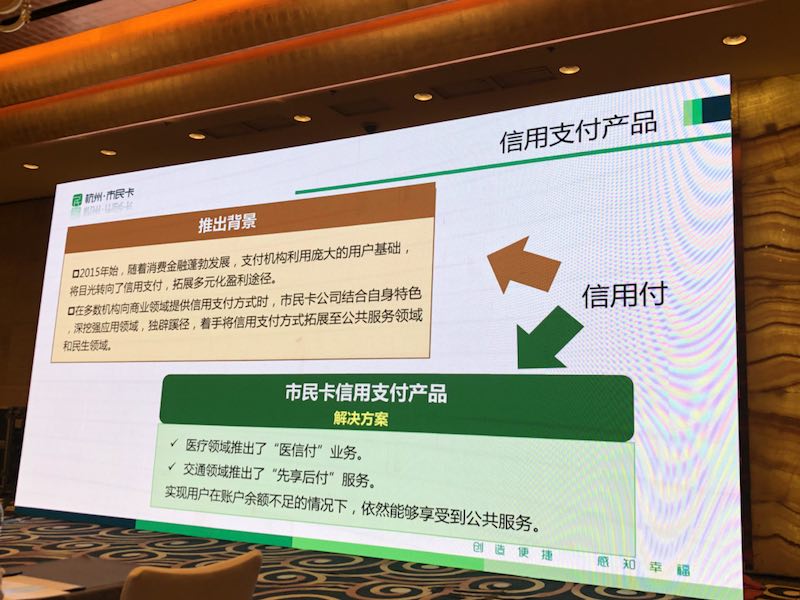 信用支付产品
杭州·市民卡
推出背景
2015年始，随着消费金融蓬勃发展，支付机构利用庞大的用户基础，
将目光转向了信用支付，拓展多元化盈利途径。
在多数机构向商业领域提供信用支付方式时，市民卡公司结合自身特色
，深挖强应用领域，独辟蹊径，着手将信用支付方式拓展至公共服务领域
和民生领域。
信用付
市民卡信用支付产品
解决方案
✓ 医疗领域推出了“医信付”业务。
✓ 交通领域推出了“先享后付”服务。
实现用户在账户余额不足的情况下，依然能够享受到公共服务。
创造便捷 感知幸福